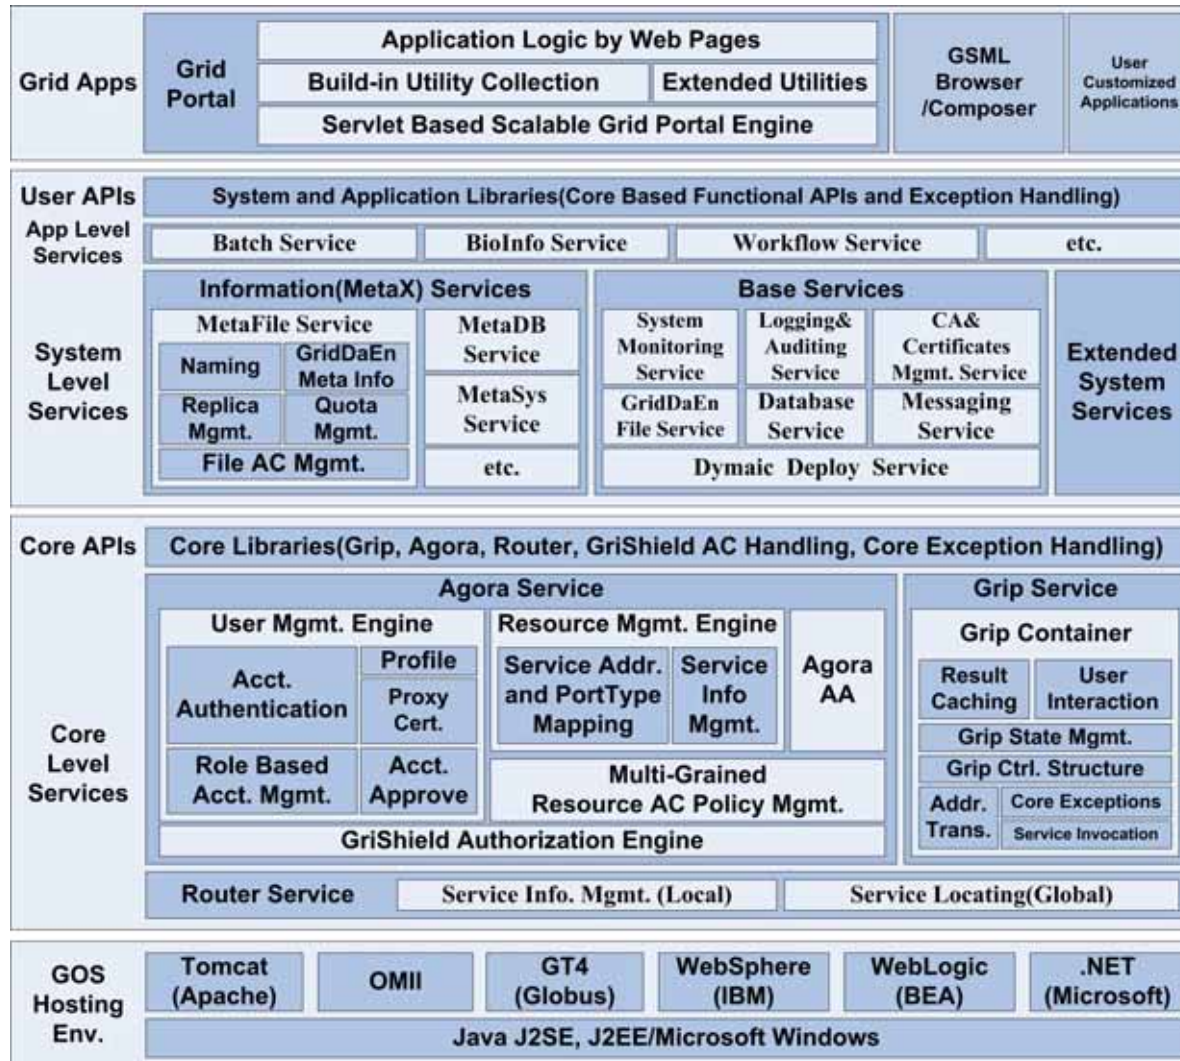 Grid Apps
Grid
Portal
Application Logic by Web Pages
Build-in Utility Collection
Extended Utilities
Servlet Based Scalable Grid Portal Engine
GSML
Browser
/Composer
User
Customized
Applications
User APIs
System and Application Libraries(Core Based Functional APIs and Exception Handling)
App Level
Services
Batch Service
BioInfo Service
Workflow Service
etc.
System
Level
Services
Information(MetaX) Services
MetaFile Service
Naming
GridDaEn
Meta Info
Replica
Mgmt.
Quota
Mgmt.
File AC Mgmt.
MetaDB
Service
MetaSys
Service
etc.
Base Services
System
Monitoring
Service
Logging&
Auditing
Service
CA&
Certificates
Mgmt. Service
GridDaEn
File Service
Database
Service
Messaging
Service
Dymaic Deploy Service
Extended
System
Services
Core APIs
Core Libraries(Grip, Agora, Router, GriShield AC Handling, Core Exception Handling)
Core
Level
Services
Agora Service
User Mgmt. Engine
Acct.
Authentication
Profile
Proxy
Cert.
Role Based
Acct. Mgmt.
Acct.
Approve
Resource Mgmt. Engine
Service Addr.
and PortType
Mapping
Service
Info
Mgmt.
Agora
AA
Multi-Grained
Resource AC Policy Mgmt.
GriShield Authorization Engine
Grip Service
Grip Container
Result
Caching
User
Interaction
Grip State Mgmt.
Grip Ctrl. Structure
Addr.
Trans.
Core Exceptions
Service Invocation
Router Service
Service Info. Mgmt. (Local)
Service Locating(Global)
GOS
Hosting
Env.
Tomcat
(Apache)
OMII
GT4
(Globus)
WebSphere
(IBM)
WebLogic
(BEA)
.NET
(Microsoft)
Java J2SE, J2EE/Microsoft Windows